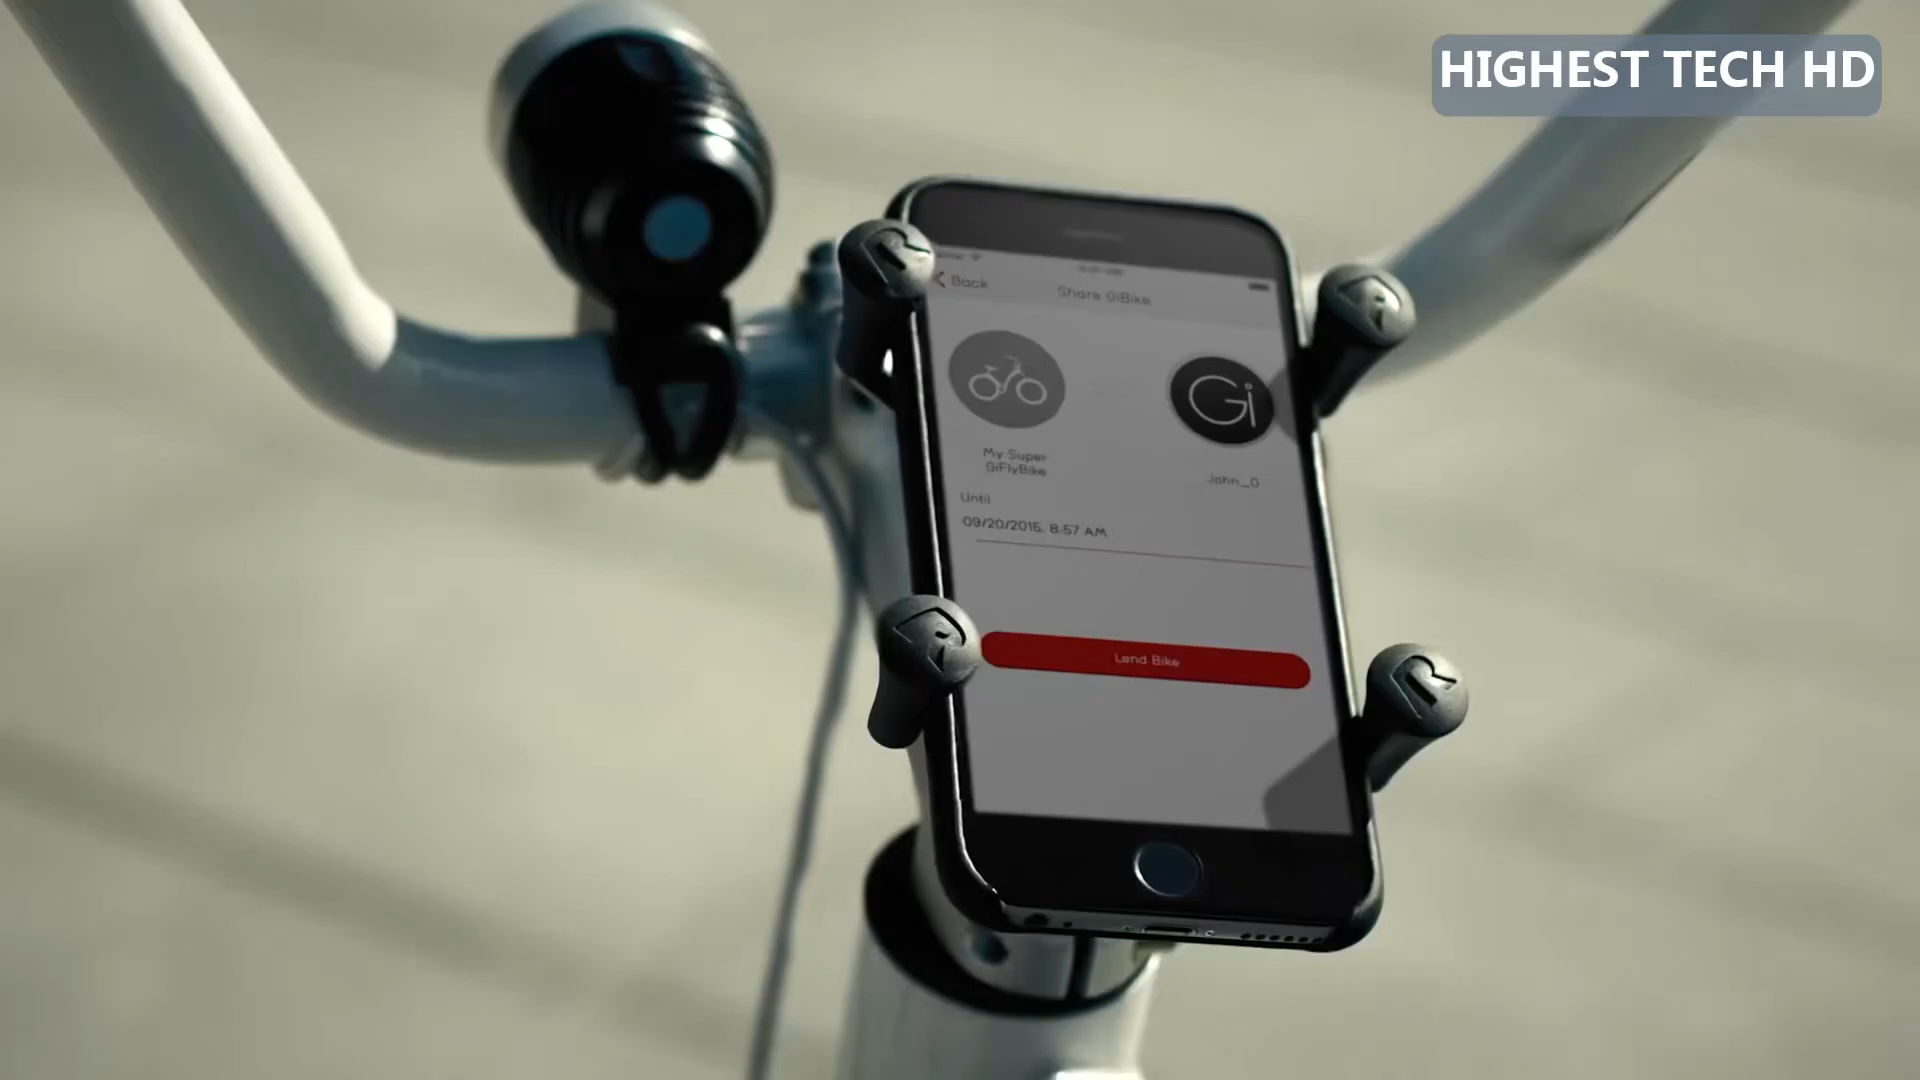 HIGHEST TECH HD
Back
Share GiBike
Gi
My Super
GiFlyBike
John_G
Until
09/20/2015, 8:57 AM
Lend Bike